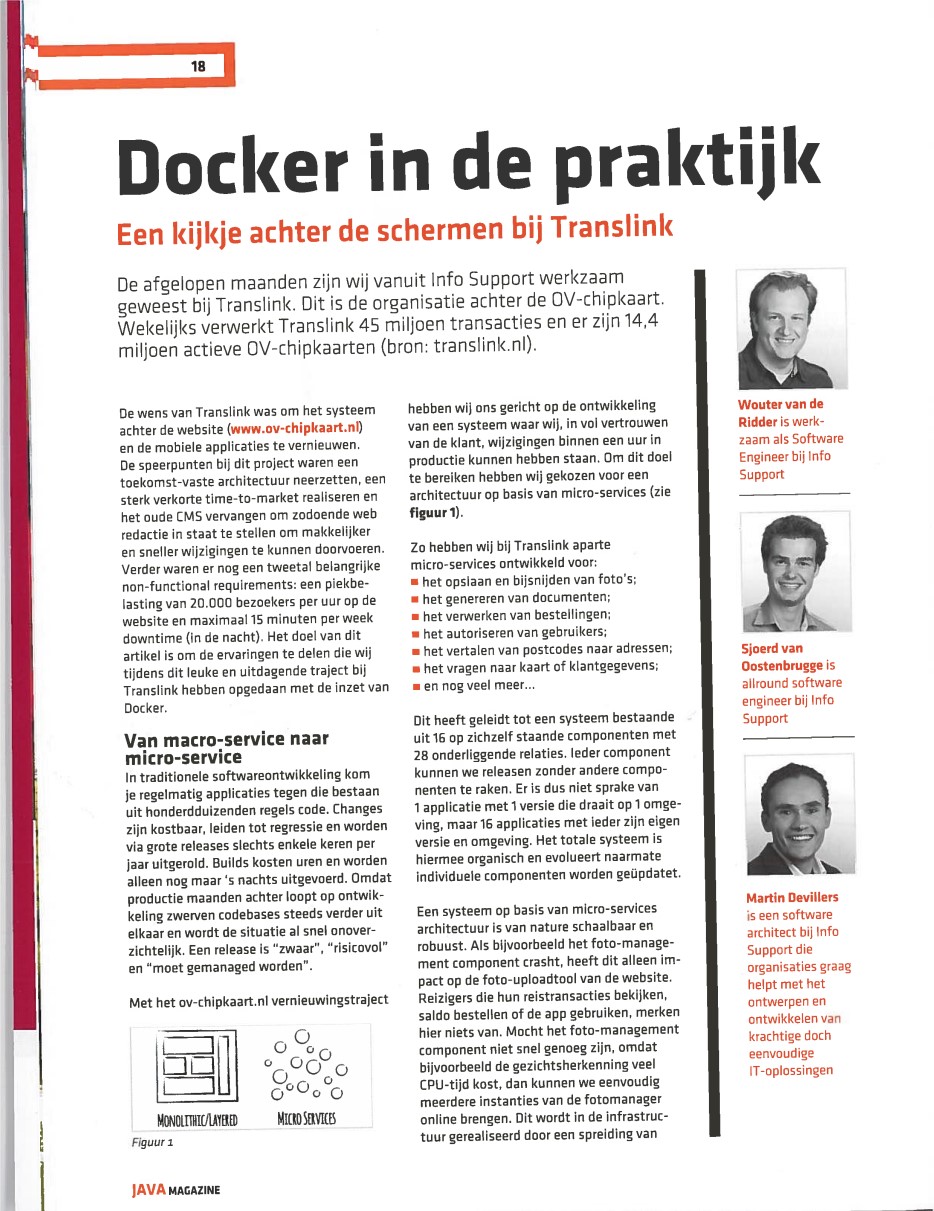 18
Docker in de praktijk
Een kijkje achter de schermen bij Translink
De afgelopen maanden zijn wij vanuit Info Support werkzaam
geweest bij Translink. Dit is de organisatie achter de OV-chipkaart.
Wekelijks verwerkt Translink 45 miljoen transacties en er zijn 14,4
miljoen actieve OV-chipkaarten (bron: translink.nl).
De wens van Translink was om het systeem
achter de website (www.ov-chipkaart.nl)
en de mobiele applicaties te vernieuwen.
De speerpunten bij dit project waren een
toekomst-vaste architectuur neerzetten, een
sterk verkorte time-to-market realiseren en
het oude CMS vervangen om zodoende web
redactie in staat te stellen om makkelijker
en sneller wijzigingen te kunnen doorvoeren.
Verder waren er nog een tweetal belangrijke
non-functional requirements: een piekbe-
lasting van 20.000 bezoekers per uur op de
website en maximaal 15 minuten per week
downtime (in de nacht). Het doel van dit
artikel is om de ervaringen te delen die wij
tijdens dit leuke en uitdagende traject bij
Translink hebben opgedaan met de inzet van
Docker.
Van macro-service naar
micro-service
In traditionele softwareontwikkeling kom
je regelmatig applicaties tegen die bestaan
uit honderdduizenden regels code. Changes
zijn kostbaar, leiden tot regressie en worden
via grote releases slechts enkele keren per
jaar uitgerold. Builds kosten uren en worden
alleen nog maar 's nachts uitgevoerd. Omdat
productie maanden achter loopt op ontwik-
keling zwerven codebases steeds verder uit
elkaar en wordt de situatie al snel onover-
zichtelijk. Een release is "zwaar", "risicovol"
en "moet gemanaged worden".
Met het ov-chipkaart.nl vernieuwingstraject
MONOLITHIC/LAYERED
MICRO SERVICES
Figuur 1
hebben wij ons gericht op de ontwikkeling
van een systeem waar wij, in vol vertrouwen
van de klant, wijzigingen binnen een uur in
productie kunnen hebben staan. Om dit doel
te bereiken hebben wij gekozen voor een
architectuur op basis van micro-services (zie
figuur 1).
Zo hebben wij bij Translink aparte
micro-services ontwikkeld voor:
■ het opslaan en bijsnijden van foto's;
■ het genereren van documenten;
■ het verwerken van bestellingen;
■ het autoriseren van gebruikers;
■ het vertalen van postcodes naar adressen;
■ het vragen naar kaart of klantgegevens;
■ en nog veel meer...
Dit heeft geleidt tot een systeem bestaande
uit 16 op zichzelf staande componenten met
28 onderliggende relaties. Ieder component
kunnen we releasen zonder andere compo-
nenten te raken. Er is dus niet sprake van
1 applicatie met 1 versie die draait op 1 omge-
ving, maar 16 applicaties met ieder zijn eigen
versie en omgeving. Het totale systeem is
hiermee organisch en evolueert naarmate
individuele componenten worden geüpdatet.
Een systeem op basis van micro-services
architectuur is van nature schaalbaar en
robuust. Als bijvoorbeeld het foto-manage-
ment component crasht, heeft dit alleen im-
pact op de foto-uploadtool van de website.
Reizigers die hun reistransacties bekijken,
saldo bestellen of de app gebruiken, merken
hier niets van. Mocht het foto-management
component niet snel genoeg zijn, omdat
bijvoorbeeld de gezichtsherkenning veel
CPU-tijd kost, dan kunnen we eenvoudig
meerdere instanties van de fotomanager
online brengen. Dit wordt in de infrastruc-
tuur gerealiseerd door een spreiding van
Wouter van de
Ridder is werk-
zaam als Software
Engineer bij Info
Support
Sjoerd van
Oostenbrugge is
allround software
engineer bij Info
Support
Martin Devillers
is een software
architect bij Info
Support die
organisaties graag
helpt met het
ontwerpen en
ontwikkelen van
krachtige doch
eenvoudige
IT-oplossingen
JAVA MAGAZINE